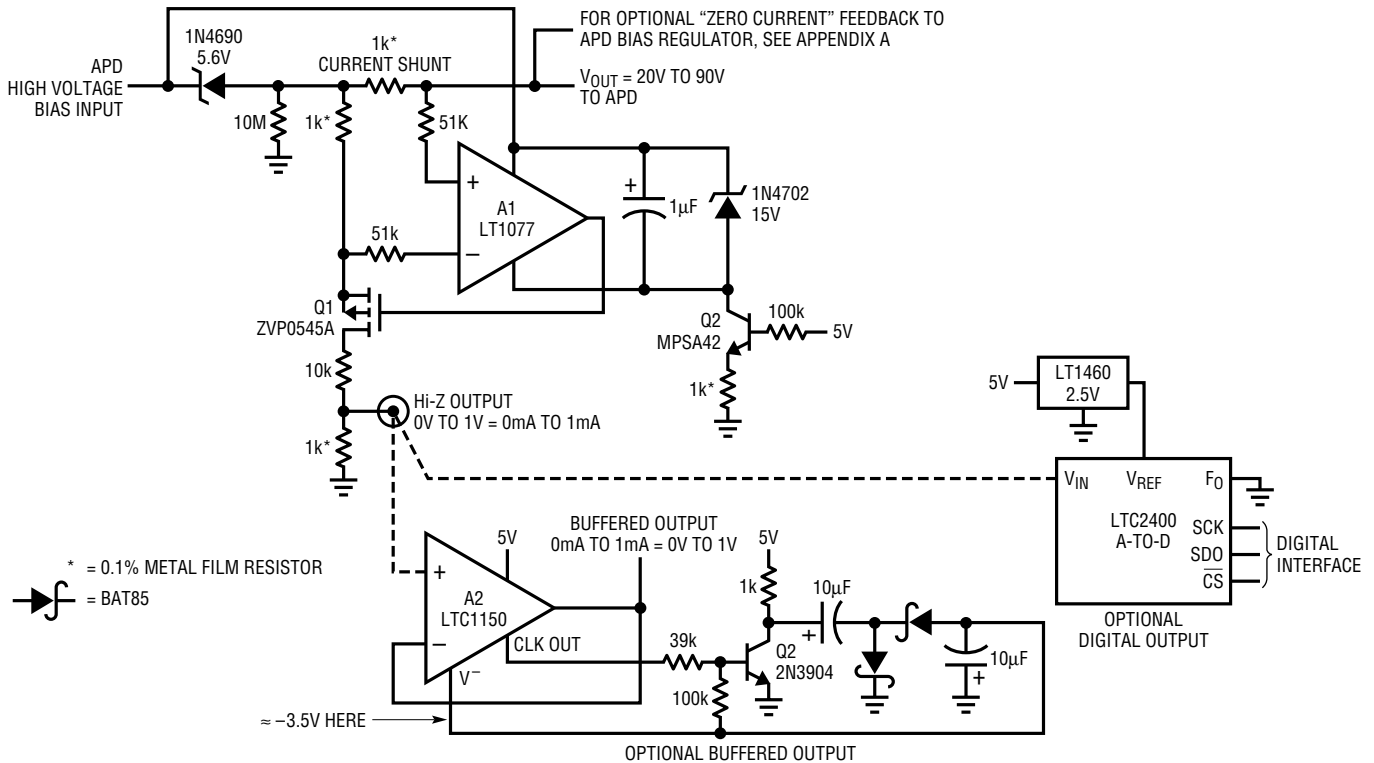 FOR OPTIONAL “ZERO CURRENT” FEEDBACK TO
APD BIAS REGULATOR, SEE APPENDIX A
1N4690
5.6V
1k*
CURRENT SHUNT
APD
HIGH VOLTAGE
BIAS INPUT
VOUT = 20V TO 90V
TO APD
10M
1k*
51K
+
A1
LT1077
−
+
1µF
1N4702
15V
51k
Q1
ZVP0545A
Q2
MPSA42
100k
5V
10k
1k*
Hi-Z OUTPUT
0V TO 1V = 0mA TO 1mA
1k*
5V
LT1460
2.5V
VIN
VREF
FO
LTC2400
A-TO-D
SCK
SDO
CS
DIGITAL
INTERFACE
OPTIONAL
DIGITAL OUTPUT
* = 0.1% METAL FILM RESISTOR
= BAT85
5V
BUFFERED OUTPUT
0mA TO 1mA = 0V TO 1V
5V
+
A2
LTC1150
−
V−
CLK OUT
1k
10µF
+
39k
Q2
2N3904
10µF
+
100k
≈ −3.5V HERE
OPTIONAL BUFFERED OUTPUT